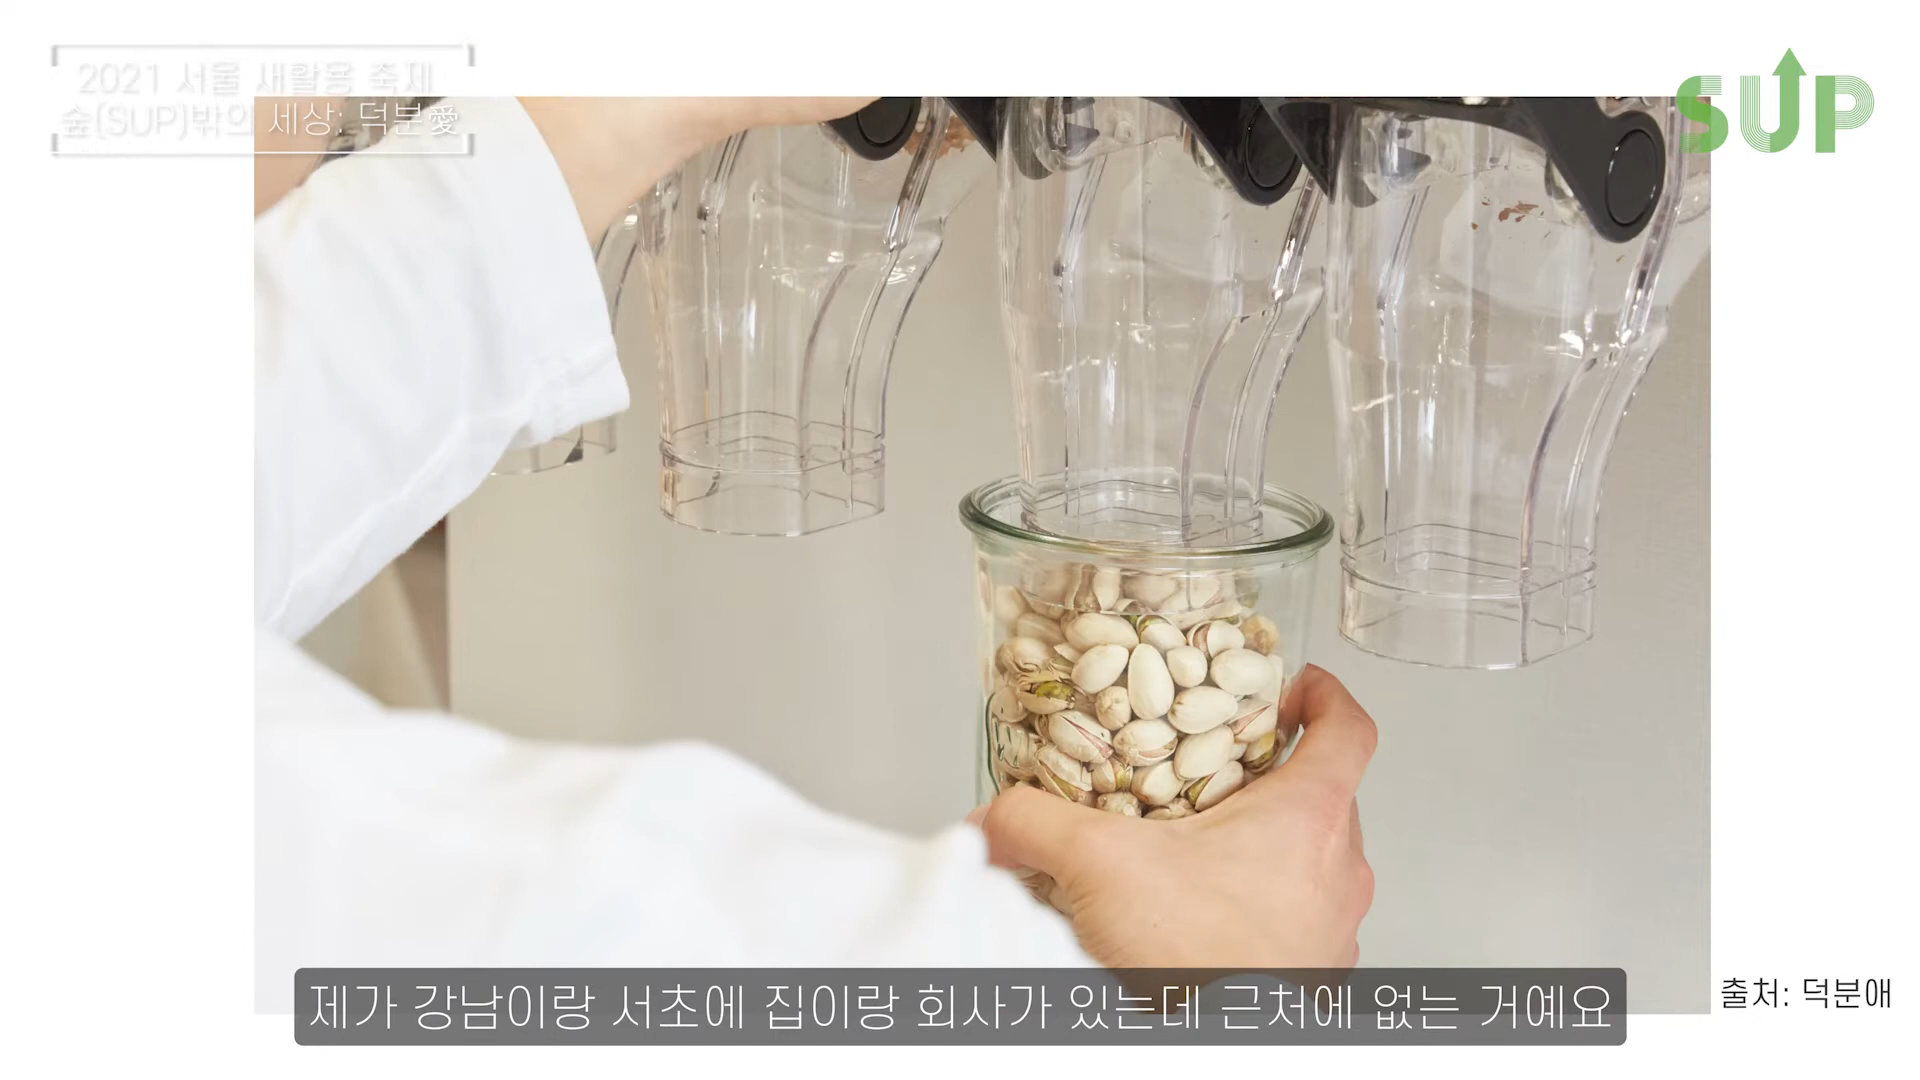 2021 서울 새활용 축제
숲(SUP)밖의 세상: 덕분愛
SUP
제가 강남이랑 서초에 집이랑 회사가 있는데 근처에 없는 거예요
출처: 덕분애